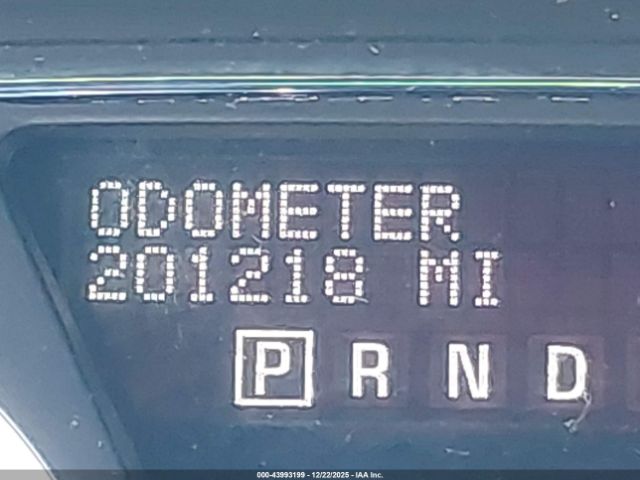 ODOMETER
201218 MI
P R N D
000-43993199 - 12/22/2025 - IAA Inc.